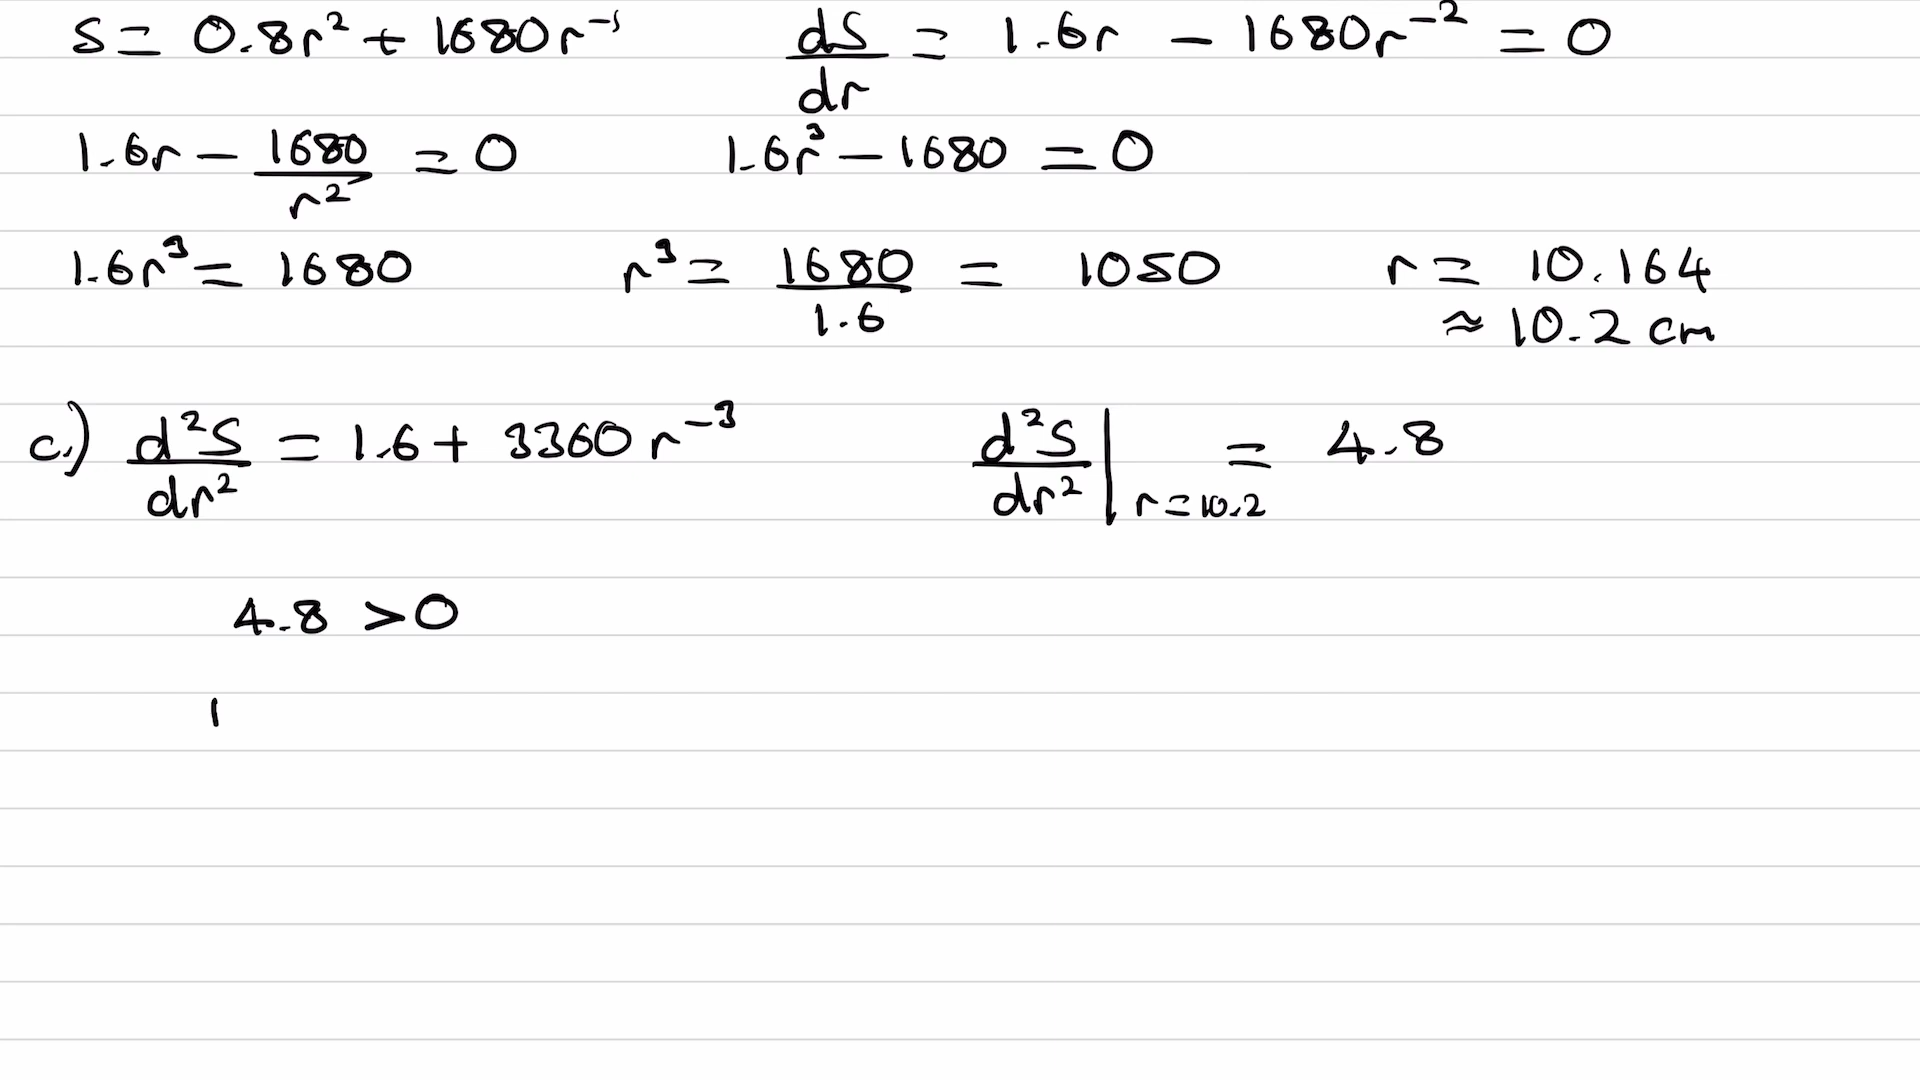 S = 0.8r² + 1680r⁻¹ dS/dr = 1.6r - 1680r⁻² = 0
1.6r - 1680/r² = 0 1.6r³ - 1680 = 0
1.6r³ = 1680 r³ = 1680/1.6 = 1050 r = 10.164
≈ 10.2 cm
c.) d²S/dr² = 1.6 + 3360r⁻³ d²S/dr² | r=10.2 = 4.8
4.8 > 0